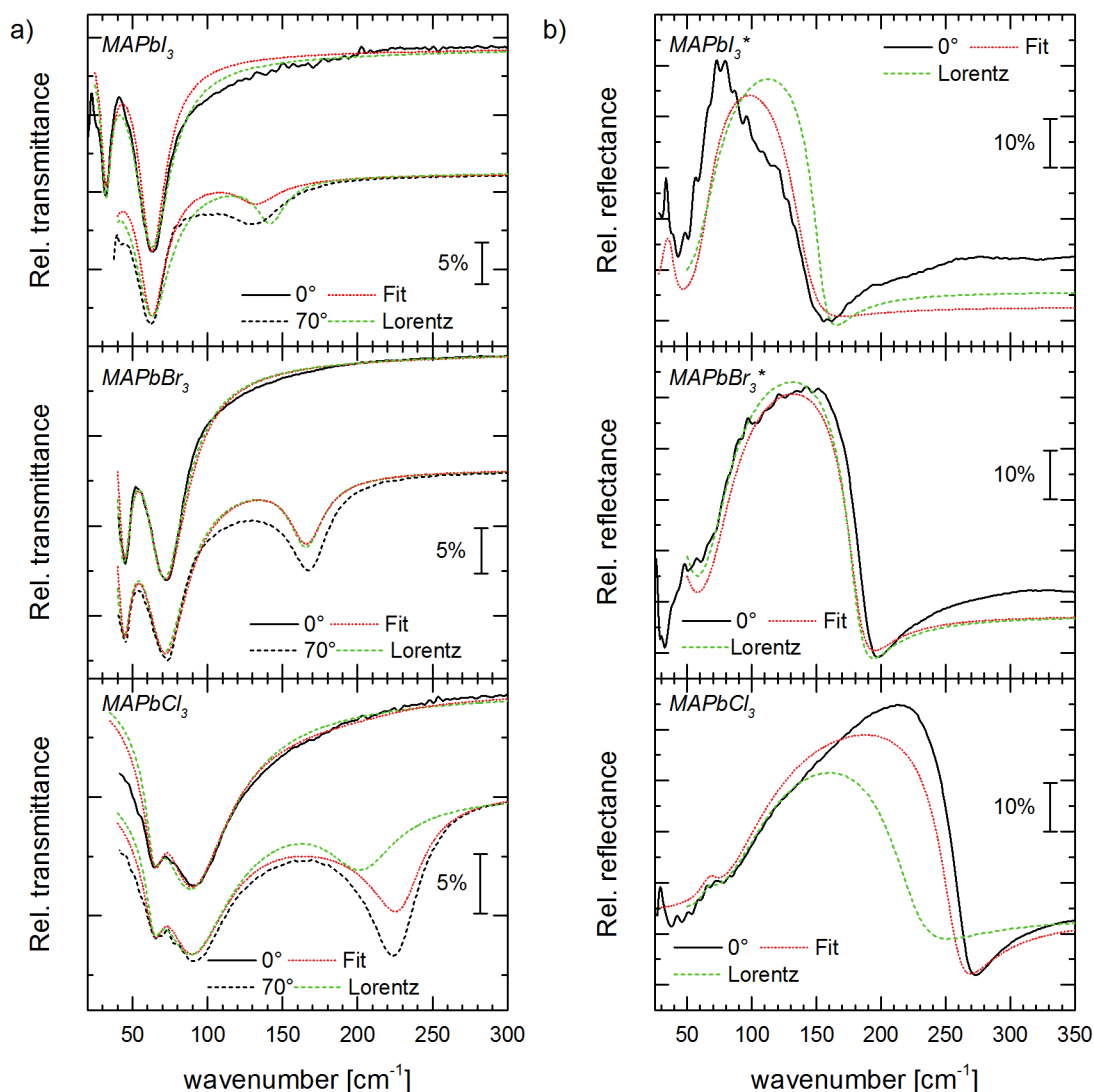 a)
MAPbI3
Rel. transmittance
5%
0° Fit
70° Lorentz
MAPbBr3
Rel. transmittance
5%
0° Fit
70° Lorentz
MAPbCl3
Rel. transmittance
5%
0° Fit
70° Lorentz
50 100 150 200 250 300
wavenumber [cm-1]
b)
MAPbI3*
0° Fit
Lorentz
10%
Rel. reflectance
MAPbBr3*
10%
Rel. reflectance
0° Fit
Lorentz
MAPbCl3
10%
Rel. reflectance
0° Fit
Lorentz
50 100 150 200 250 300 350
wavenumber [cm-1]